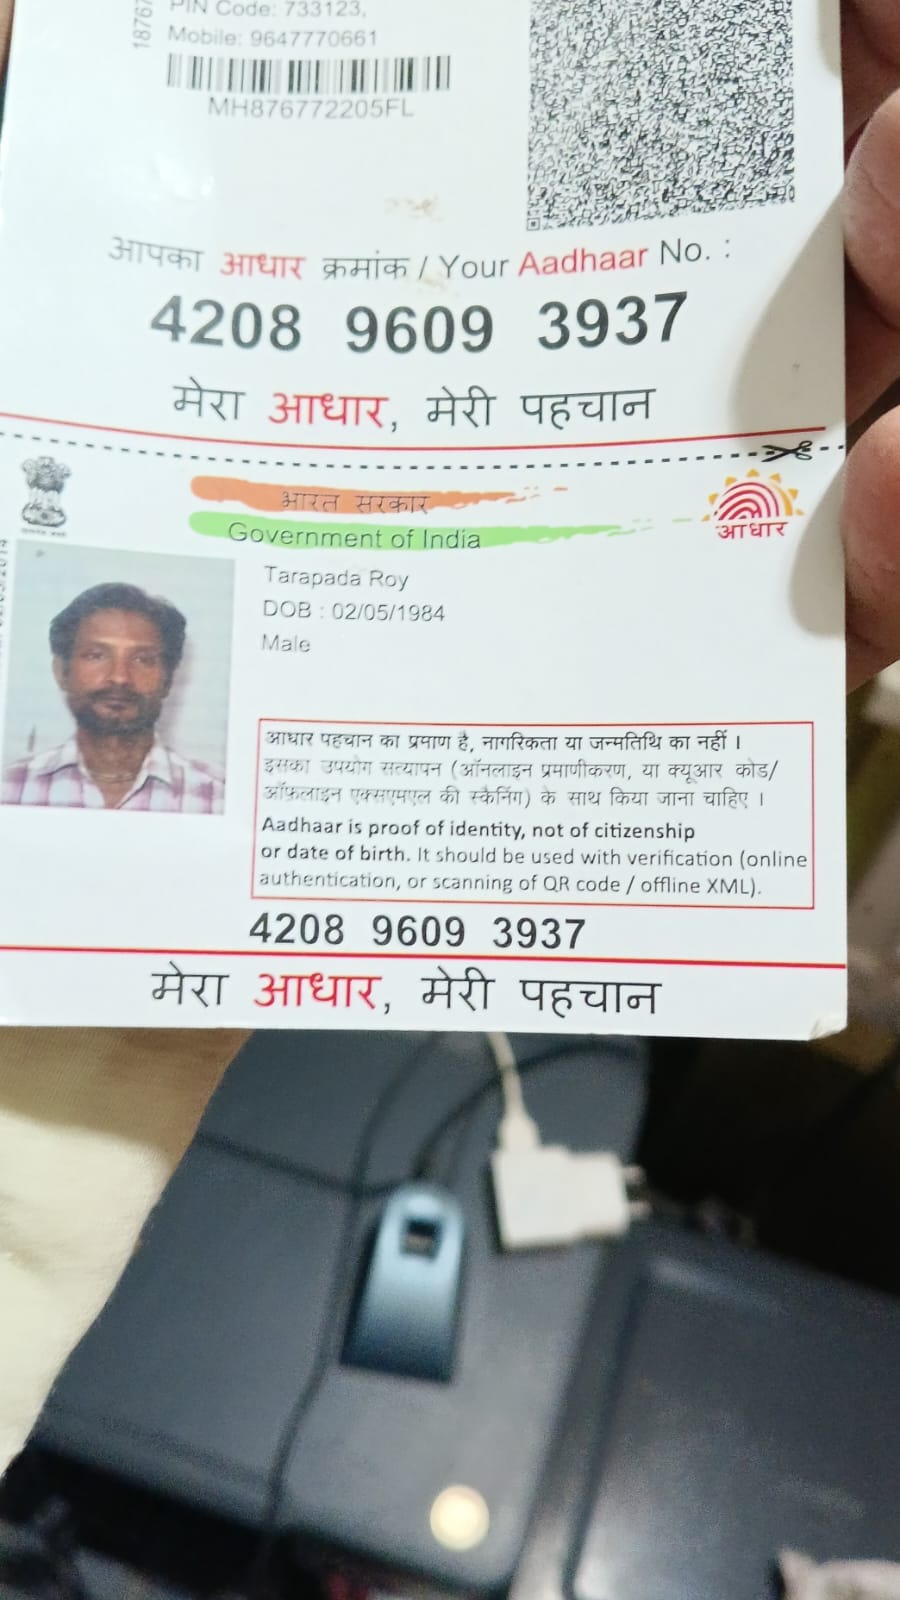 PIN Code: 733123,
Mobile: 9647770661
MH876772205FL
आपका आधार क्रमांक / Your Aadhaar No. :
4208 9609 3937
मेरा आधार, मेरी पहचान
भारत सरकार
Government of India
आधार
Tarapada Roy
DOB : 02/05/1984
Male
आधार पहचान का प्रमाण है, नागरिकता या जन्मतिथि का नहीं ।
इसका उपयोग सत्यापन (ऑनलाइन प्रमाणीकरण, या क्यूआर कोड/
ऑफ़लाइन एक्सएमएल की स्कैनिंग) के साथ किया जाना चाहिए ।
Aadhaar is proof of identity, not of citizenship
or date of birth. It should be used with verification (online
authentication, or scanning of QR code / offline XML).
4208 9609 3937
मेरा आधार, मेरी पहचान